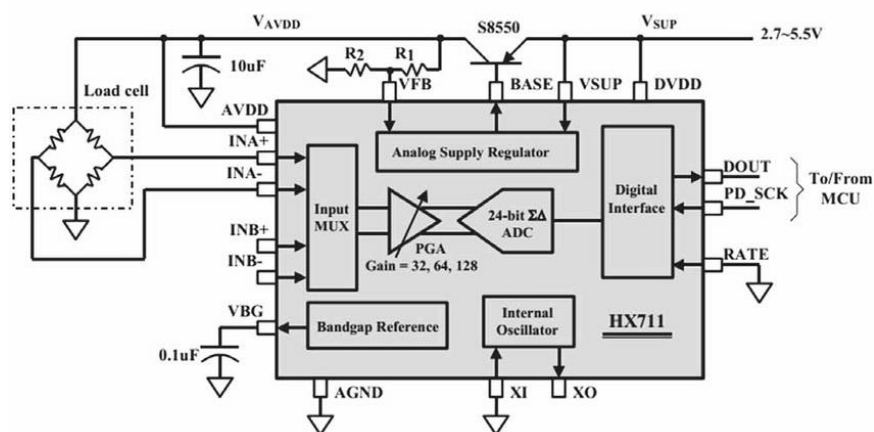 V_AVDD
S8550
V_SUP
2.7~5.5V
R₂
R₁
10uF
VFB
BASE
VSUP
DVDD
Load cell
AVDD
INA+
INA-
INB+
INB-
VBG
0.1uF
Analog Supply Regulator
Input
MUX
PGA
Gain = 32, 64, 128
24-bit ΣΔ
ADC
Digital
Interface
DOUT
PD_SCK
To/From
MCU
RATE
Bandgap Reference
Internal
Oscillator
HX711
AGND
XI
XO